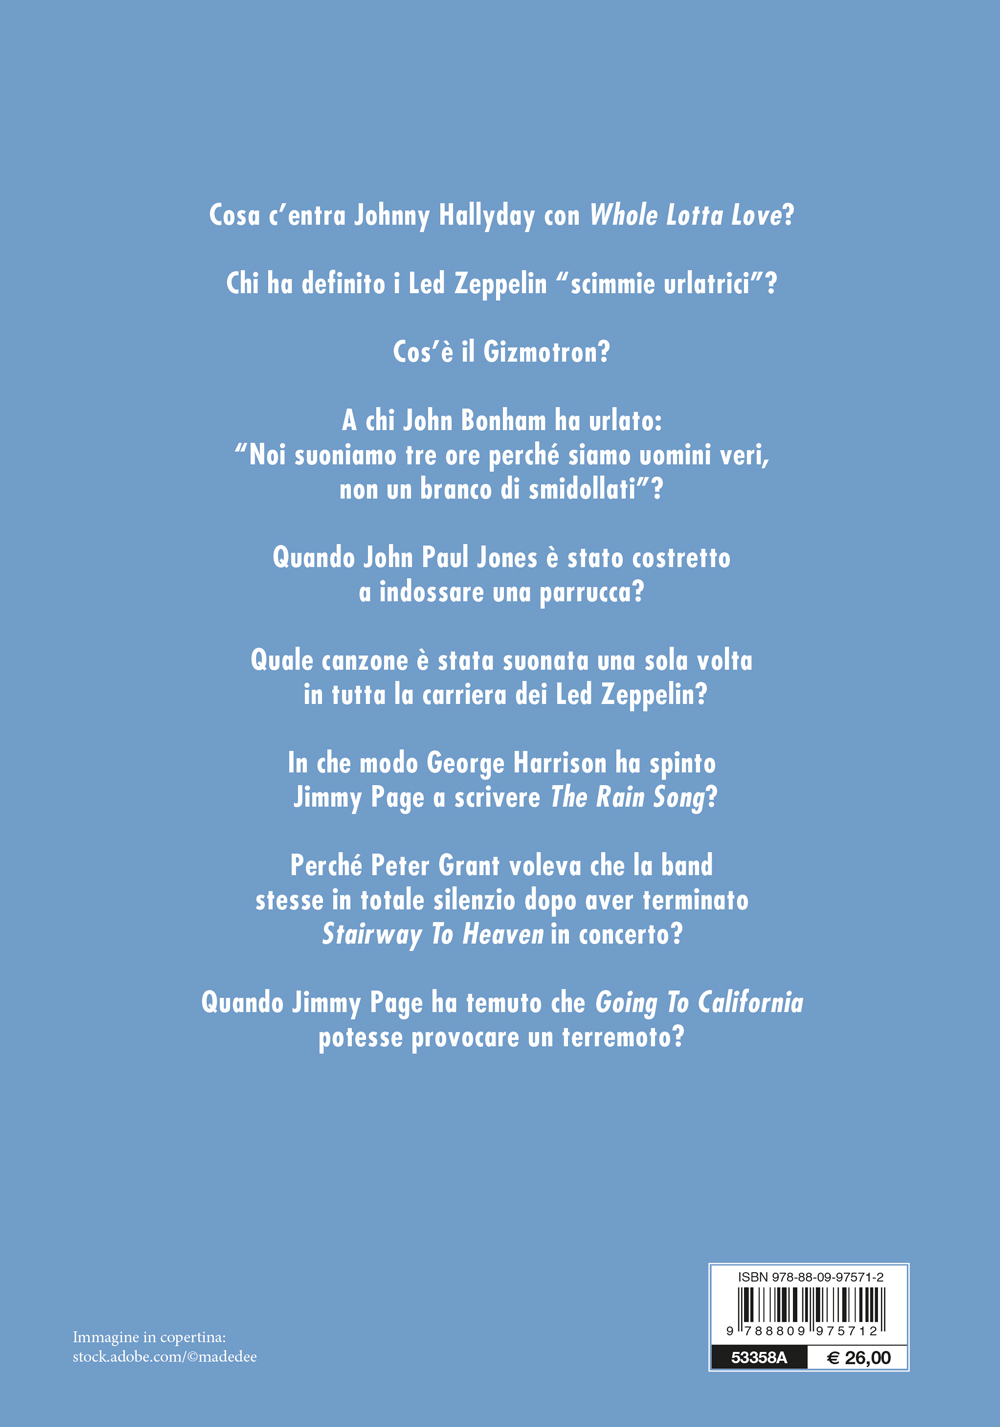 Cosa c’entra Johnny Hallyday con Whole Lotta Love?
Chi ha definito i Led Zeppelin “scimmie urlatrici”?
Cos’è il Gizmotron?
A chi John Bonham ha urlato:
“Noi suoniamo tre ore perché siamo uomini veri,
non un branco di smidollati”?
Quando John Paul Jones è stato costretto
a indossare una parrucca?
Quale canzone è stata suonata una sola volta
in tutta la carriera dei Led Zeppelin?
In che modo George Harrison ha spinto
Jimmy Page a scrivere The Rain Song?
Perché Peter Grant voleva che la band
stesse in totale silenzio dopo aver terminato
Stairway To Heaven in concerto?
Quando Jimmy Page ha temuto che Going To California
potesse provocare un terremoto?
Immagine in copertina:
stock.adobe.com/©madedee
ISBN 978-88-09-97571-2
9 788809 975712
53358A
€ 26,00